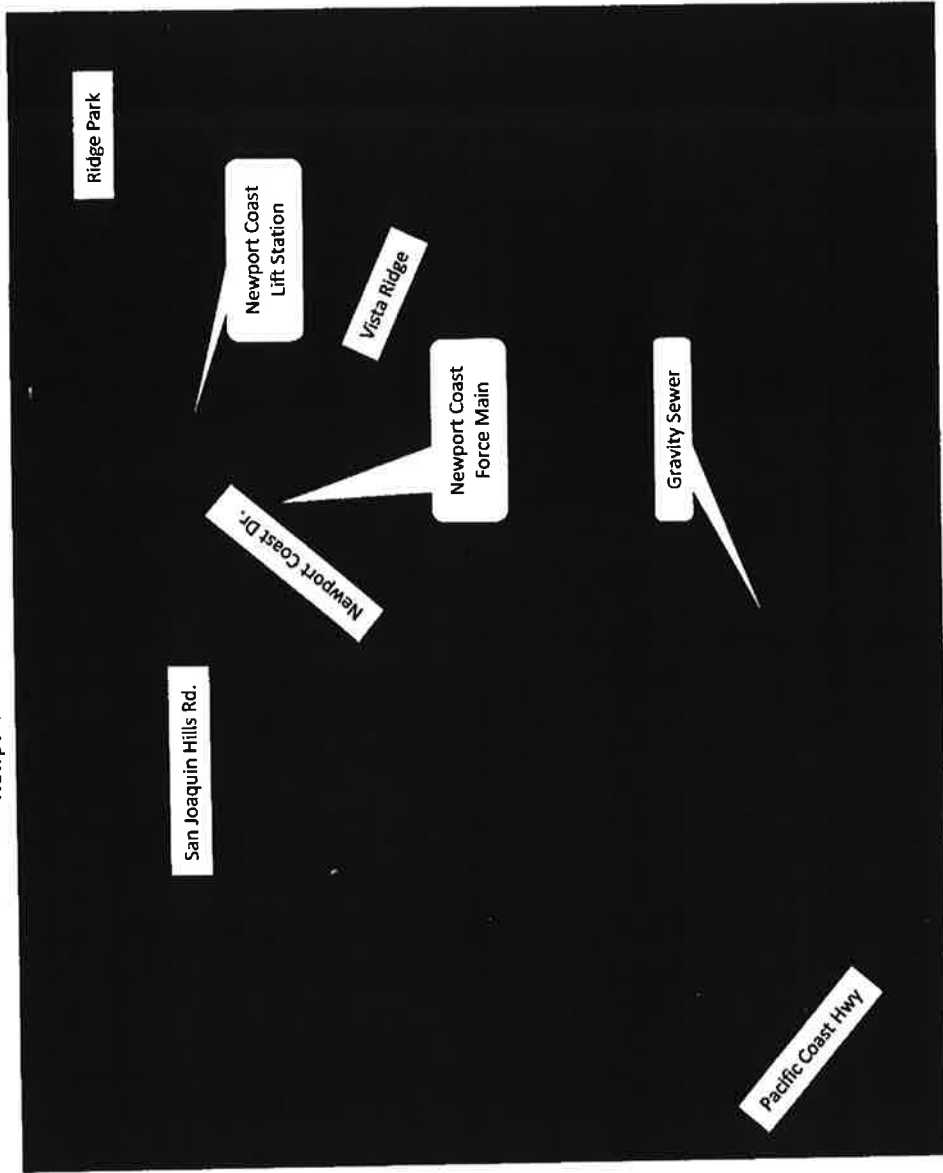 Ridge Park
San Joaquin Hills Rd.
Newport Coast
Lift Station
Newport Coast Dr.
Vista Ridge
Newport Coast
Force Main
Gravity Sewer
Pacific Coast Hwy